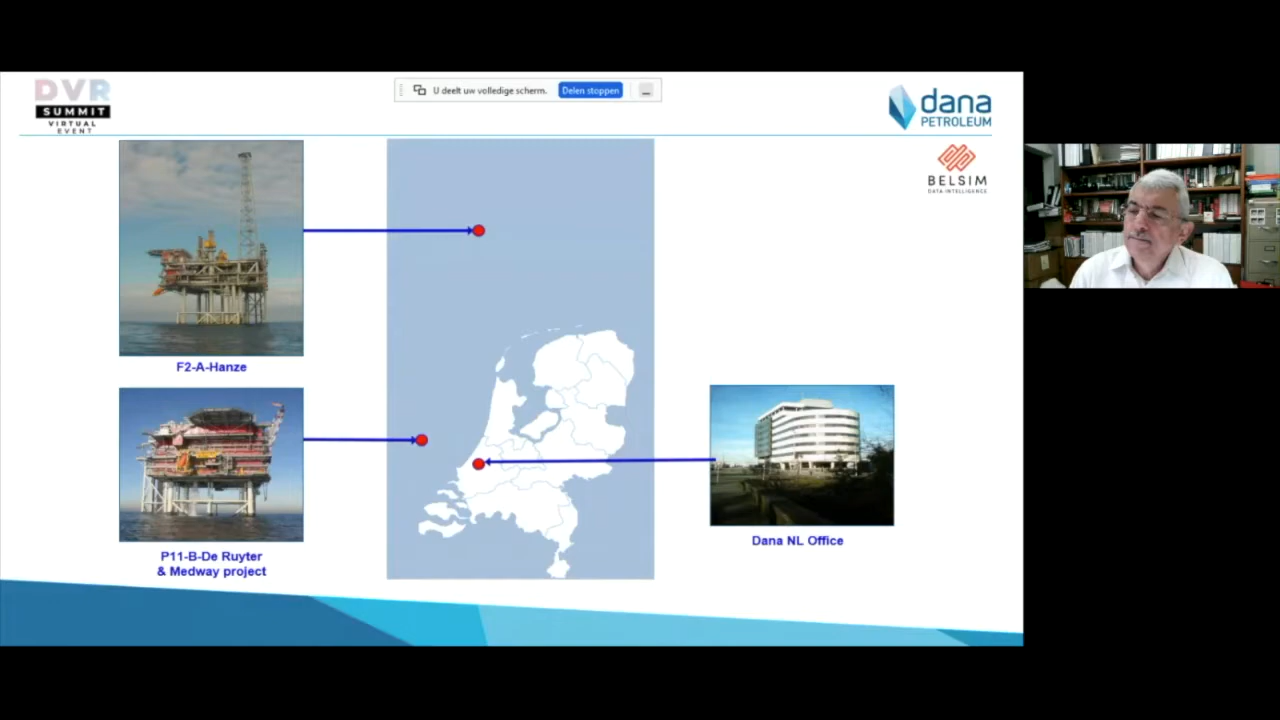 DVR
SUMMIT
VIRTUAL
EVENT
U deelt uw volledige scherm.
Delen stoppen
dana
PETROLEUM
BELSIM
DATA INTELLIGENCE
F2-A-Hanze
P11-B-De Ruyter
& Medway project
Dana NL Office